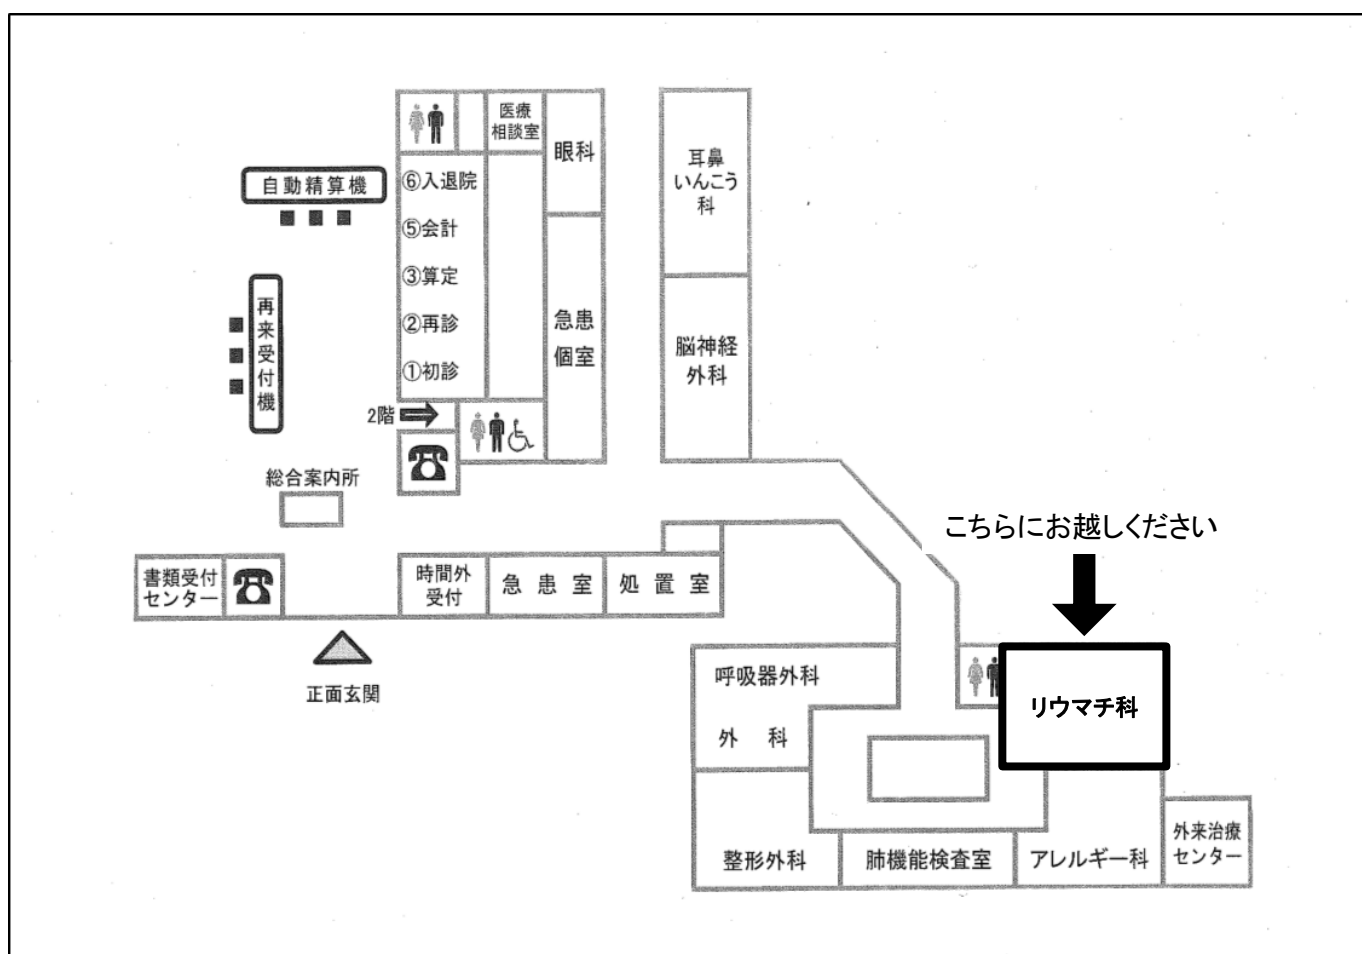 医療
相談室
眼科
耳鼻
いんこう
科
自動精算機
⑥入退院
⑤会計
③算定
②再診
①初診
再来受付機
急患
個室
脳神経
外科
2階
総合案内所
こちらにお越しください
書類受付
センター
時間外
受付
急患室
処置室
正面玄関
呼吸器外科
外科
リウマチ科
整形外科
肺機能検査室
アレルギー科
外来治療
センター